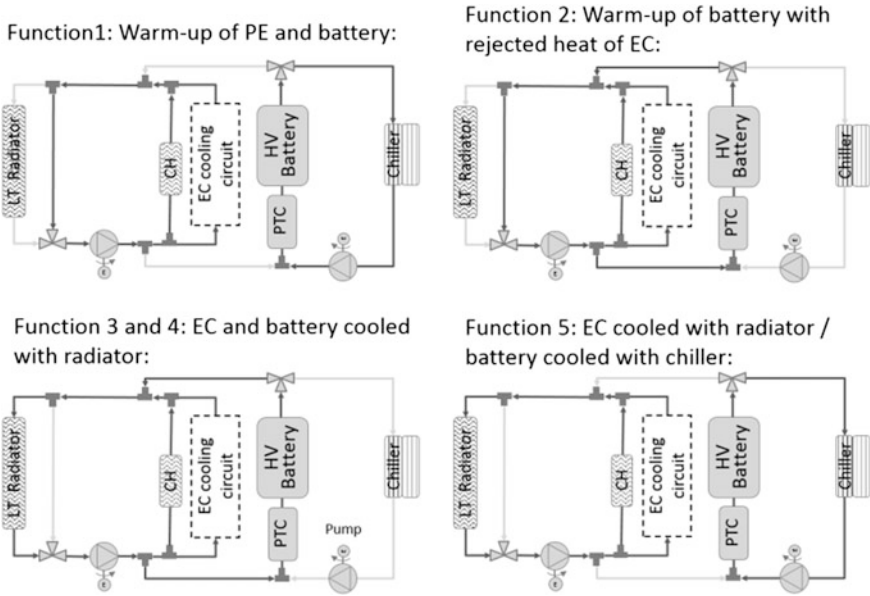 Function1: Warm-up of PE and battery:
LT Radiator
CH
EC cooling
circuit
HV
Battery
PTC
Chiller
Function 2: Warm-up of battery with
rejected heat of EC:
LT Radiator
CH
EC cooling
circuit
HV
Battery
PTC
Chiller
Function 3 and 4: EC and battery cooled
with radiator:
LT Radiator
CH
EC cooling
circuit
HV
Battery
PTC
Chiller
Pump
Function 5: EC cooled with radiator /
battery cooled with chiller:
LT Radiator
CH
EC cooling
circuit
HV
Battery
PTC
Chiller